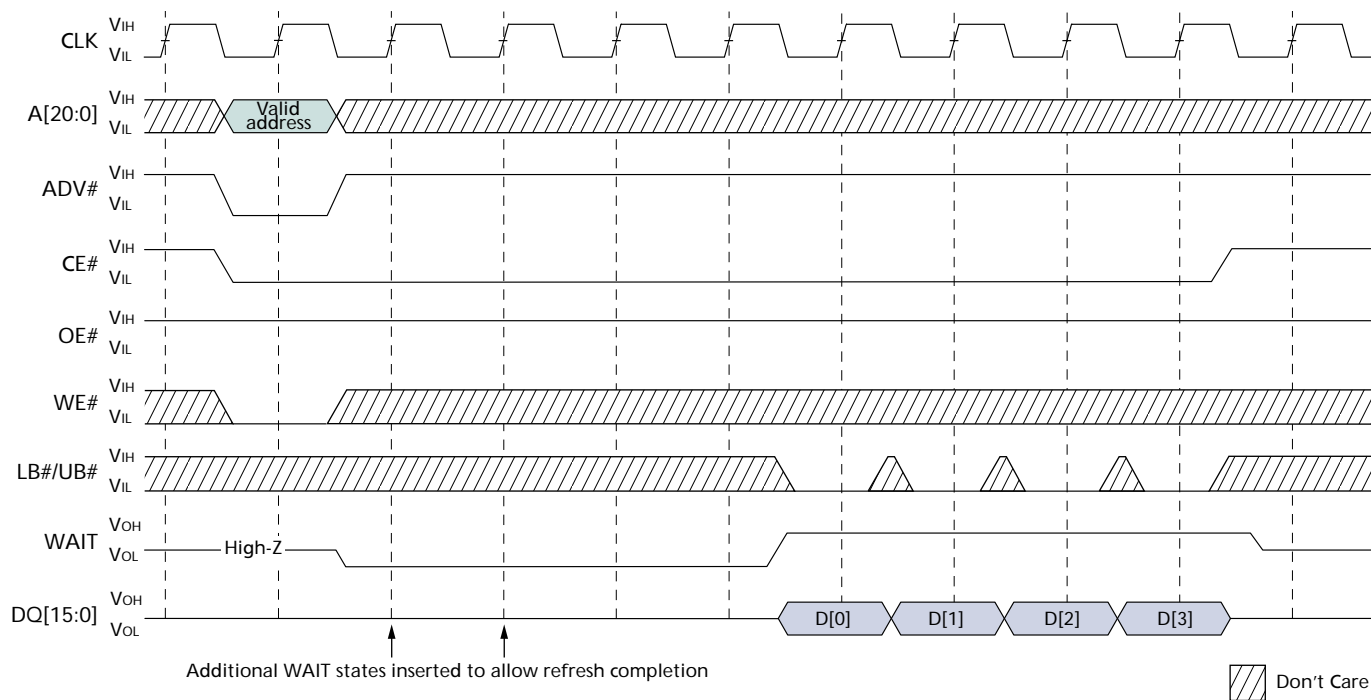 CLK
VIH
VIL
A[20:0]
VIH
VIL
Valid
address
ADV#
VIH
VIL
CE#
VIH
VIL
OE#
VIH
VIL
WE#
VIH
VIL
LB#/UB#
VIH
VIL
WAIT
VOH
VOL
High-Z
DQ[15:0]
VOH
VOL
D[0] D[1] D[2] D[3]
Additional WAIT states inserted to allow refresh completion
Don't Care